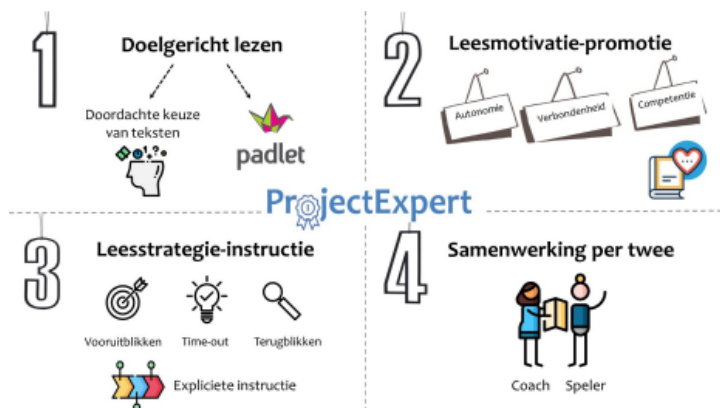 1
Doelgericht lezen
Doordachte keuze
van teksten
padlet
2
Leesmotivatie-promotie
Autonomie
Verbondenheid
Competentie
ProjectExpert
3
Leesstrategie-instructie
Vooruitblikken
Time-out
Terugblikken
Expliciete instructie
4
Samenwerking per twee
Coach
Speler